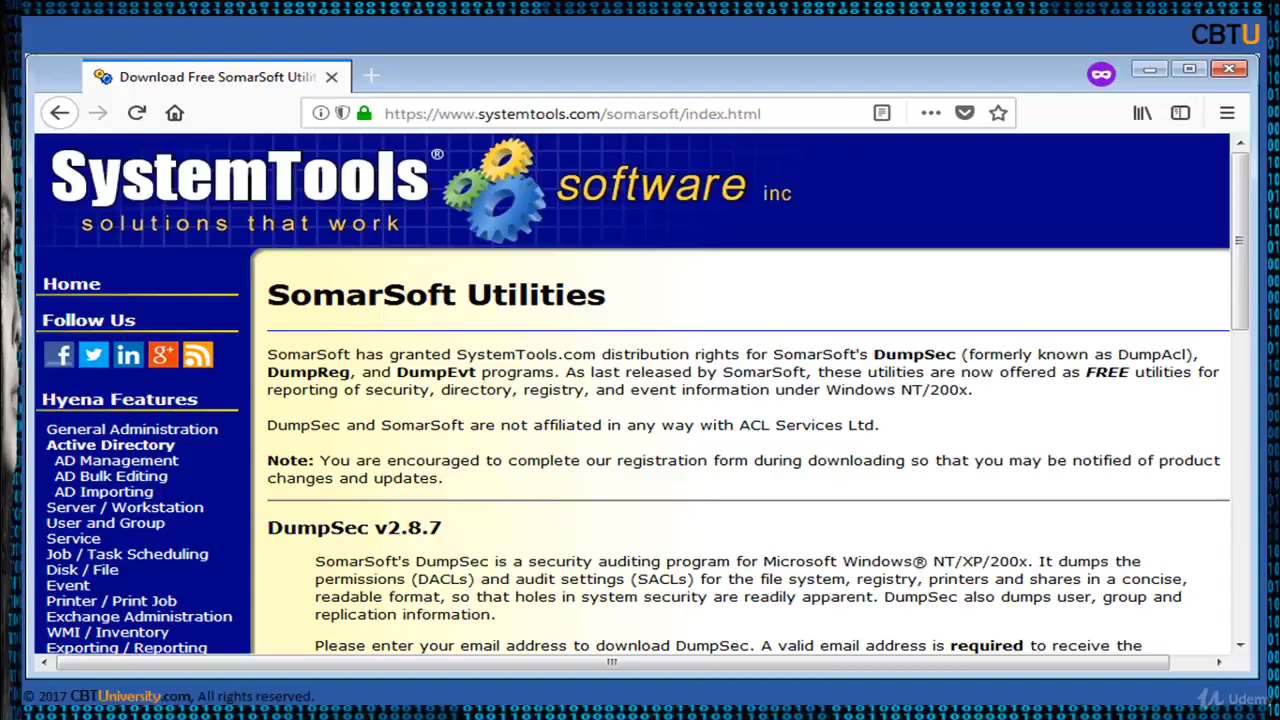 CBTU
Download Free SomarSoft Utilit
https://www.systemtools.com/somarsoft/index.html
SystemTools® software inc
solutions that work
Home
Follow Us
Hyena Features
General Administration
Active Directory
AD Management
AD Bulk Editing
AD Importing
Server / Workstation
User and Group
Service
Job / Task Scheduling
Disk / File
Event
Printer / Print Job
Exchange Administration
WMI / Inventory
Exporting / Reporting
SomarSoft Utilities
SomarSoft has granted SystemTools.com distribution rights for SomarSoft's DumpSec (formerly known as DumpAcl),
DumpReg, and DumpEvt programs. As last released by SomarSoft, these utilities are now offered as FREE utilities for
reporting of security, directory, registry, and event information under Windows NT/200x.
DumpSec and SomarSoft are not affiliated in any way with ACL Services Ltd.
Note: You are encouraged to complete our registration form during downloading so that you may be notified of product
changes and updates.
DumpSec v2.8.7
SomarSoft's DumpSec is a security auditing program for Microsoft Windows® NT/XP/200x. It dumps the
permissions (DACLs) and audit settings (SACLs) for the file system, registry, printers and shares in a concise,
readable format, so that holes in system security are readily apparent. DumpSec also dumps user, group and
replication information.
Please enter your email address to download DumpSec. A valid email address is required to receive the
© 2017 CBTUniversity.com, All rights reserved.
Udemy